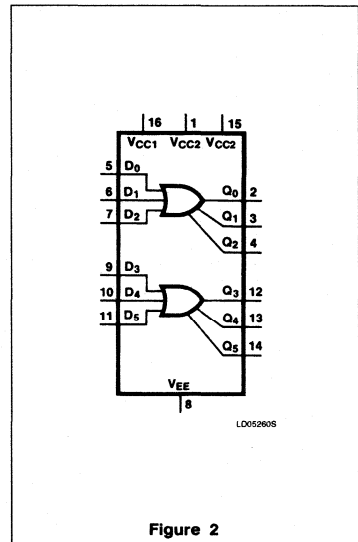 16 1 15
VCC1 VCC2 VCC2
5 D0
6 D1
7 D2
Q0 2
Q1 3
Q2 4
9 D3
10 D4
11 D5
Q3 12
Q4 13
Q5 14
VEE
8
LD05260S
Figure 2